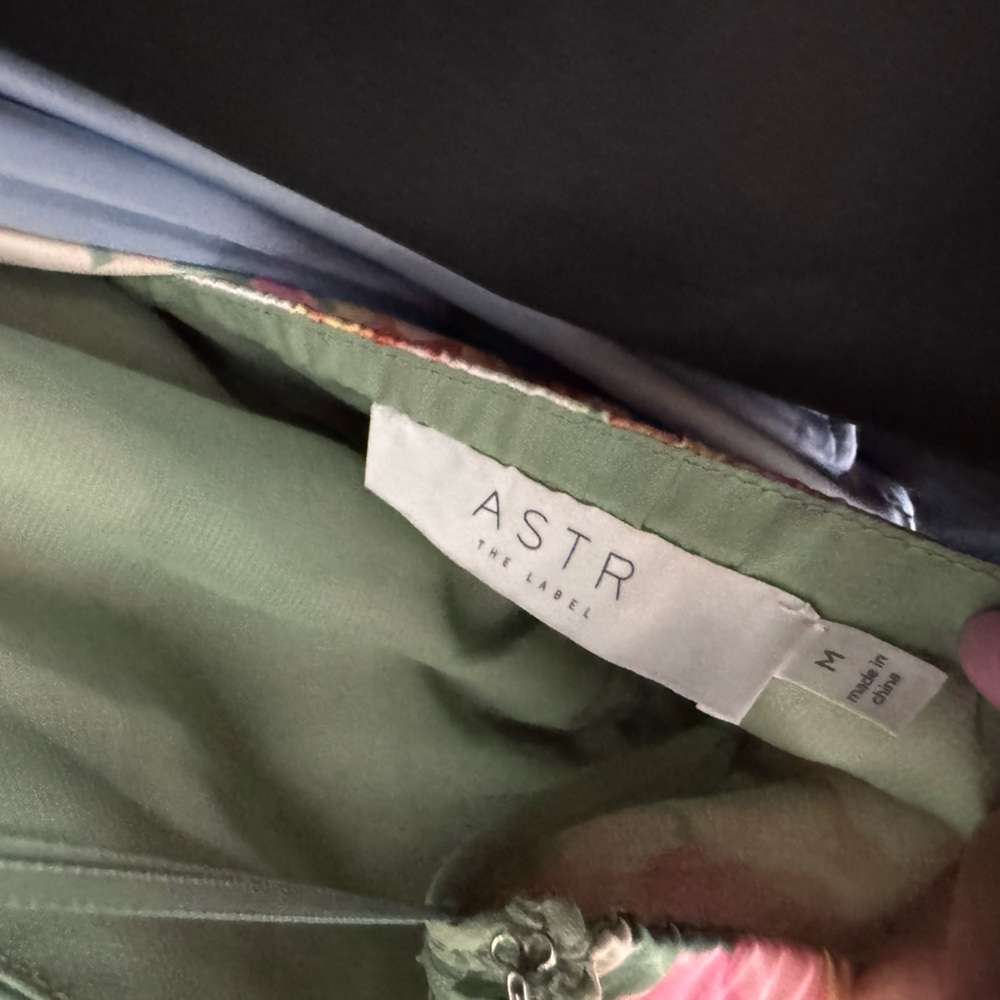 ASTR
THE LABEL
M
made in
china